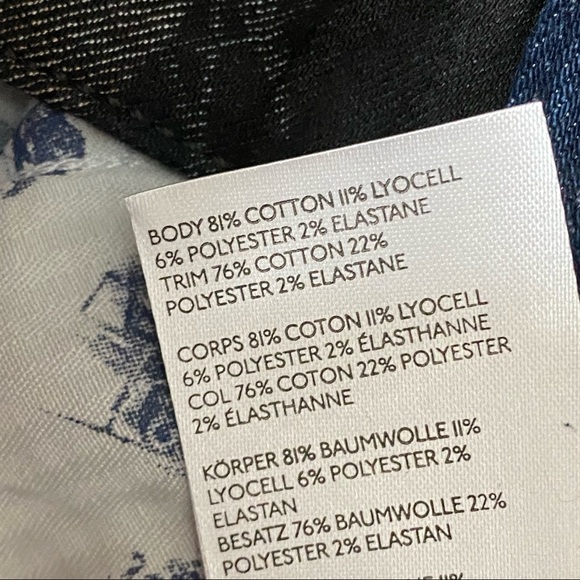 BODY 81% COTTON 11% LYOCELL
6% POLYESTER 2% ELASTANE
TRIM 76% COTTON 22%
POLYESTER 2% ELASTANE
CORPS 81% COTON 11% LYOCELL
6% POLYESTER 2% ÉLASTHANNE
COL 76% COTON 22% POLYESTER
2% ÉLASTHANNE
KÖRPER 81% BAUMWOLLE 11%
LYOCELL 6% POLYESTER 2%
ELASTAN
BESATZ 76% BAUMWOLLE 22%
POLYESTER 2% ELASTAN
11%